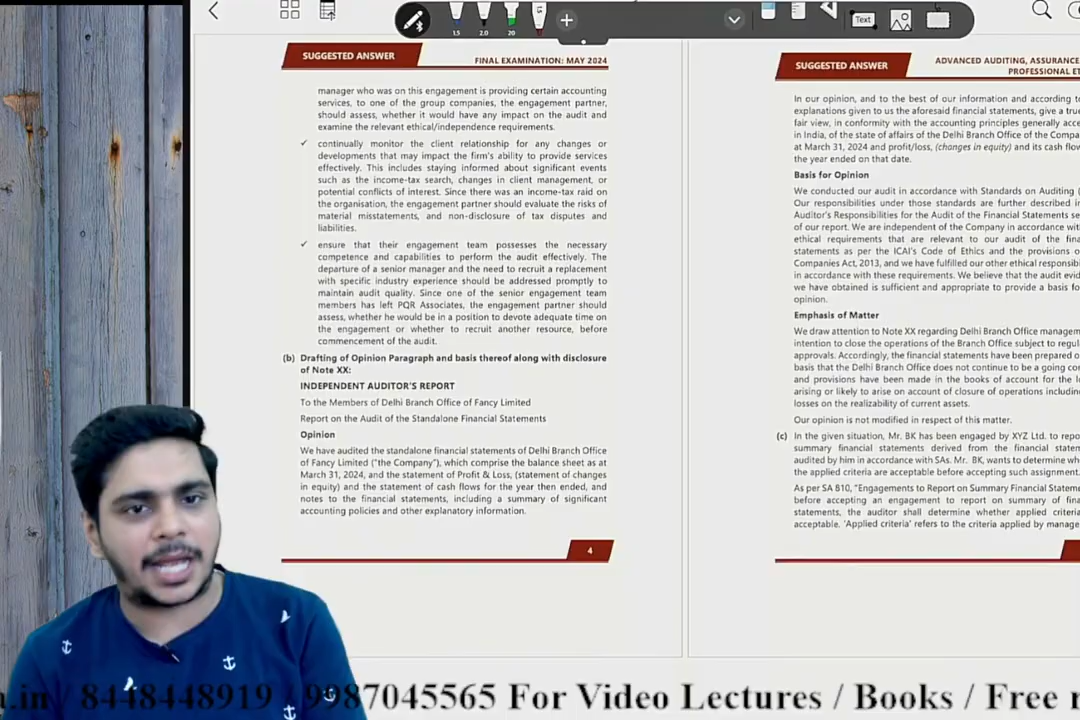 1.5
2.0
20
Text
SUGGESTED ANSWER
FINAL EXAMINATION: MAY 2024
manager who was on this engagement is providing certain accounting
services, to one of the group companies, the engagement partner,
should assess, whether it would have any impact on the audit and
examine the relevant ethical/independence requirements.
✓ continually monitor the client relationship for any changes or
developments that may impact the firm's ability to provide services
effectively. This includes staying informed about significant events
such as the income-tax search, changes in client management, or
potential conflicts of interest. Since there was an income-tax raid on
the organisation, the engagement partner should evaluate the risks of
material misstatements, and non-disclosure of tax disputes and
liabilities.
✓ ensure that their engagement team possesses the necessary
competence and capabilities to perform the audit effectively. The
departure of a senior manager and the need to recruit a replacement
with specific industry experience should be addressed promptly to
maintain audit quality. Since one of the senior engagement team
members has left PQR Associates, the engagement partner should
assess, whether he would be in a position to devote adequate time on
the engagement or whether to recruit another resource, before
commencement of the audit.
(b) Drafting of Opinion Paragraph and basis thereof along with disclosure
of Note XX:
INDEPENDENT AUDITOR'S REPORT
To the Members of Delhi Branch Office of Fancy Limited
Report on the Audit of the Standalone Financial Statements
Opinion
We have audited the standalone financial statements of Delhi Branch Office
of Fancy Limited ("the Company"), which comprise the balance sheet as at
March 31, 2024, and the statement of Profit & Loss, (statement of changes
in equity) and the statement of cash flows for the year then ended, and
notes to the financial statements, including a summary of significant
accounting policies and other explanatory information.
4
SUGGESTED ANSWER
ADVANCED AUDITING, ASSURANCE
PROFESSIONAL ET
In our opinion, and to the best of our information and according to
explanations given to us the aforesaid financial statements, give a true
fair view, in conformity with the accounting principles generally acce
in India, of the state of affairs of the Delhi Branch Office of the Compa
at March 31, 2024 and profit/loss, (changes in equity) and its cash flow
the year ended on that date.
Basis for Opinion
We conducted our audit in accordance with Standards on Auditing (
Our responsibilities under those standards are further described in
Auditor's Responsibilities for the Audit of the Financial Statements se
of our report. We are independent of the Company in accordance wit
ethical requirements that are relevant to our audit of the fina
statements as per the ICAI's Code of Ethics and the provisions o
Companies Act, 2013, and we have fulfilled our other ethical responsib
in accordance with these requirements. We believe that the audit evid
we have obtained is sufficient and appropriate to provide a basis fo
opinion.
Emphasis of Matter
We draw attention to Note XX regarding Delhi Branch Office managem
intention to close the operations of the Branch Office subject to regul
approvals. Accordingly, the financial statements have been prepared o
basis that the Delhi Branch Office does not continue to be a going co
and provisions have been made in the books of account for the l
arising or likely to arise on account of closure of operations includin
losses on the realizability of current assets.
Our opinion is not modified in respect of this matter.
(c) In the given situation, Mr. BK has been engaged by XYZ Ltd. to repo
summary financial statements derived from the financial statem
audited by him in accordance with SAs. Mr. BK, wants to determine wh
the applied criteria are acceptable before accepting such assignment.
As per SA 810, "Engagements to Report on Summary Financial Stateme
before accepting an engagement to report on summary of fina
statements, the auditor shall determine whether applied criteria
acceptable. 'Applied criteria' refers to the criteria applied by manage
.in / 8448448919 9987045565 For Video Lectures / Books / Free